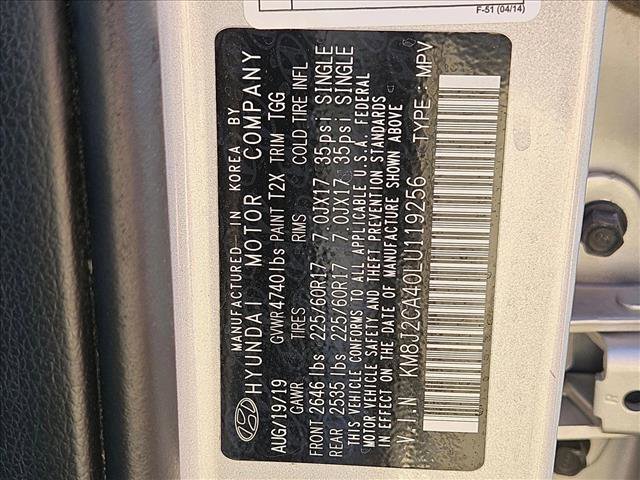 F-51 (04/14)
MANUFACTURED IN KOREA BY
HYUNDAI MOTOR COMPANY
AUG/19/19 GVWR 4740lbs PAINT T2X TRIM TGG
GAWR TIRES RIMS COLD TIRE INFL
FRONT 2646 lbs 225/60R17 7.0JX17 35psi SINGLE
REAR 2535 lbs 225/60R17 7.0JX17 35psi SINGLE
THIS VEHICLE CONFORMS TO ALL APPLICABLE U.S.A. FEDERAL
MOTOR VEHICLE SAFETY AND THEFT PREVENTION STANDARDS
IN EFFECT ON THE DATE OF MANUFACTURE SHOWN ABOVE
V.I.N KM8J2CA40LU119256 TYPE : MPV